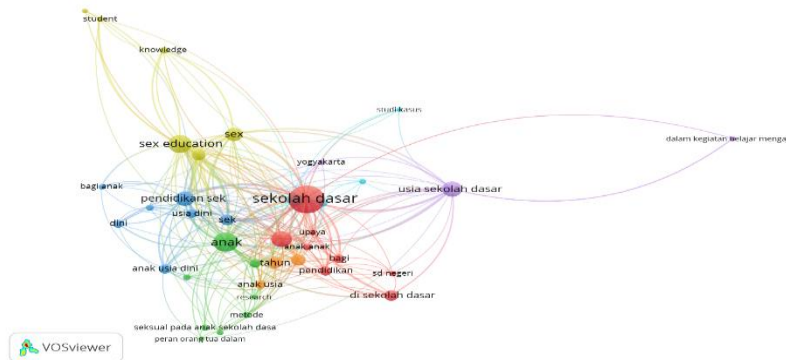 student
knowledge
studi kasus
dalam kegiatan belajar menga
sex
sex education
yogyakarta
usia sekolah dasar
bagi anak
pendidikan sek
sekolah dasar
usia dini
dini
sek
upaya
anak
anak anak
bagi
tahun
pendidikan
sd negeri
anak usia dini
anak usia
research
di sekolah dasar
metode
seksual pada anak sekolah dasa
peran orang tua dalam
VOSviewer